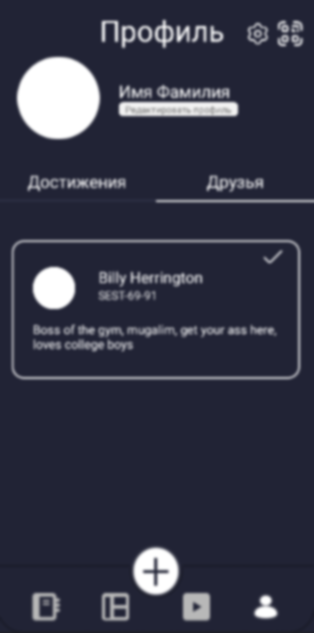 Профиль
Имя Фамилия
Редактировать профиль
Достижения
Друзья
Billy Herrington
SEST-69-91
Boss of the gym, mugalim, get your ass here,
loves college boys